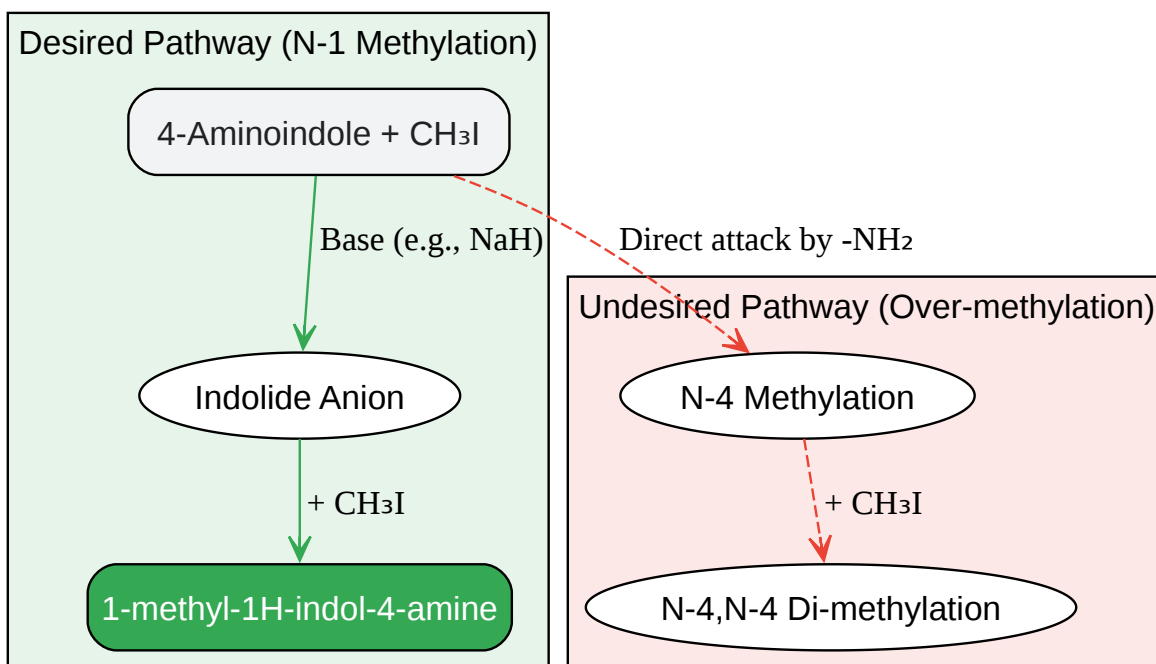 Desired Pathway (N-1 Methylation)
4-Aminoindole + CH₃I
Base (e.g., NaH)
Direct attack by -NH₂
Undesired Pathway (Over-methylation)
Indolide Anion
N-4 Methylation
+ CH₃I
+ CH₃I
1-methyl-1H-indol-4-amine
N-4,N-4 Di-methylation